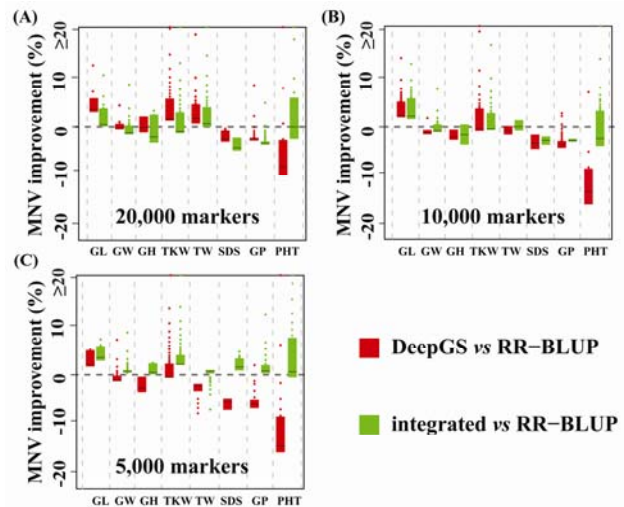 (A)
MNV improvement (%)
≥20
10
0
-10
-20
20,000 markers
GL GW GH TKW TW SDS GP PHT
(B)
MNV improvement (%)
≥20
10
0
-10
-20
10,000 markers
GL GW GH TKW TW SDS GP PHT
(C)
MNV improvement (%)
≥20
10
0
-10
-20
5,000 markers
GL GW GH TKW TW SDS GP PHT
DeepGS vs RR-BLUP
integrated vs RR-BLUP